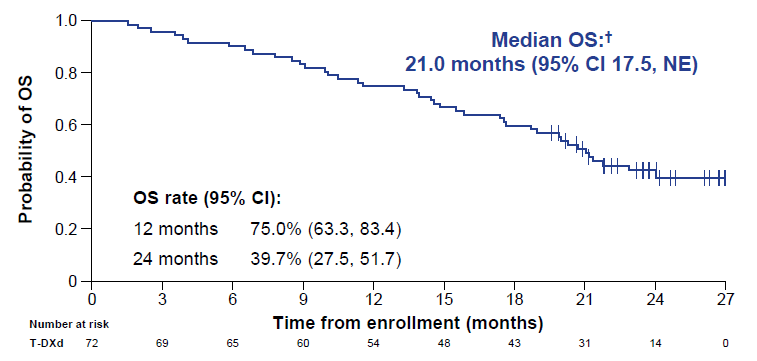 1.0
0.8
0.6
0.4
0.2
0
Probability of OS
Median OS:†
21.0 months (95% CI 17.5, NE)
OS rate (95% CI):
12 months 75.0% (63.3, 83.4)
24 months 39.7% (27.5, 51.7)
0 3 6 9 12 15 18 21 24 27
Time from enrollment (months)
Number at risk
T-DXd 72 69 65 60 54 48 43 31 14 0